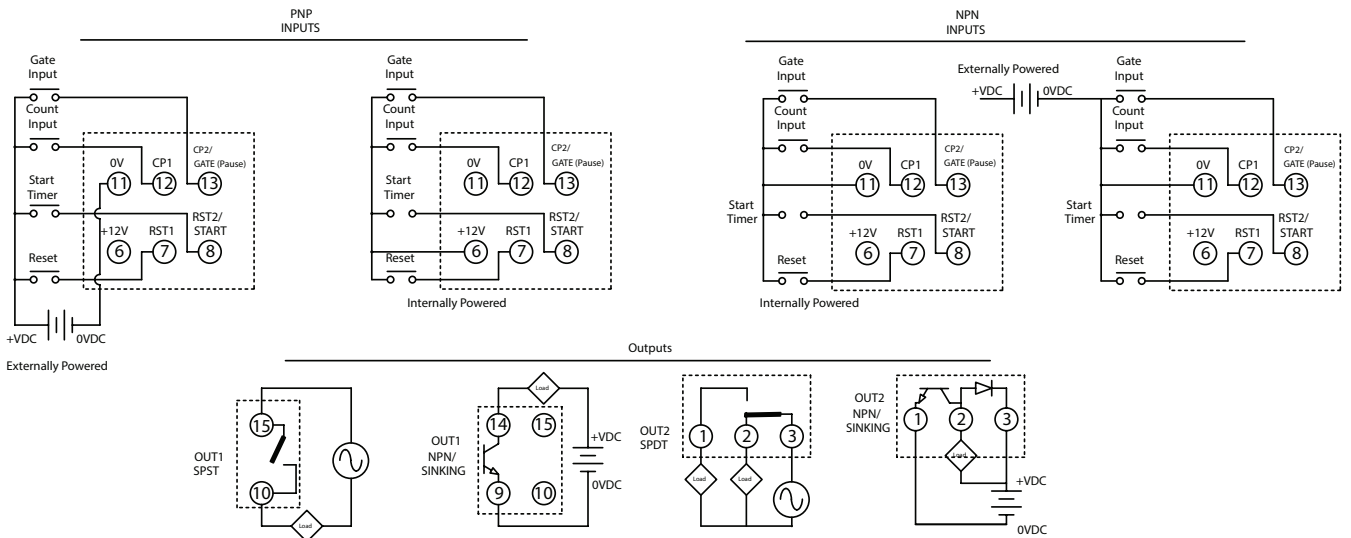 PNP
INPUTS
NPN
INPUTS
Gate
Input
Count
Input
0V
CP1
CP2/
GATE (Pause)
11
12
13
Start
Timer
+12V
RST1
RST2/
START
6
7
8
Reset
+VDC
0VDC
Externally Powered
Gate
Input
Count
Input
0V
CP1
CP2/
GATE (Pause)
11
12
13
Start
Timer
+12V
RST1
RST2/
START
6
7
8
Reset
Internally Powered
Gate
Input
Count
Input
0V
CP1
CP2/
GATE (Pause)
11
12
13
Start
Timer
+12V
RST1
RST2/
START
6
7
8
Reset
Internally Powered
Externally Powered
+VDC
0VDC
Gate
Input
Count
Input
0V
CP1
CP2/
GATE (Pause)
11
12
13
Start
Timer
+12V
RST1
RST2/
START
6
7
8
Reset
Outputs
OUT1
SPST
15
10
Load
OUT1
NPN/
SINKING
Load
14
15
9
10
+VDC
0VDC
OUT2
SPDT
1
2
3
Load
Load
OUT2
NPN/
SINKING
1
2
3
Load
+VDC
0VDC